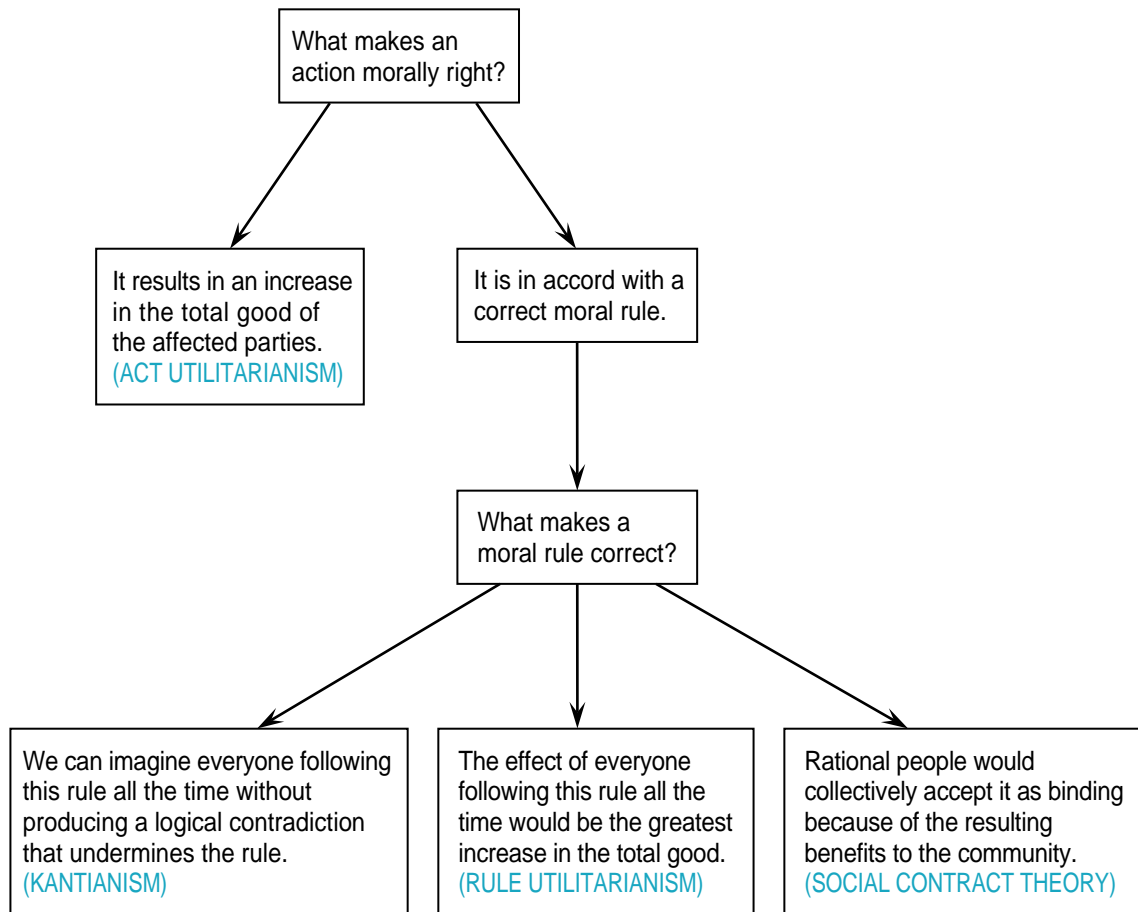 What makes an
action morally right?
It results in an increase
in the total good of
the affected parties.
(ACT UTILITARIANISM)
It is in accord with a
correct moral rule.
What makes a
moral rule correct?
We can imagine everyone following
this rule all the time without
producing a logical contradiction
that undermines the rule.
(KANTIANISM)
The effect of everyone
following this rule all the
time would be the greatest
increase in the total good.
(RULE UTILITARIANISM)
Rational people would
collectively accept it as binding
because of the resulting
benefits to the community.
(SOCIAL CONTRACT THEORY)